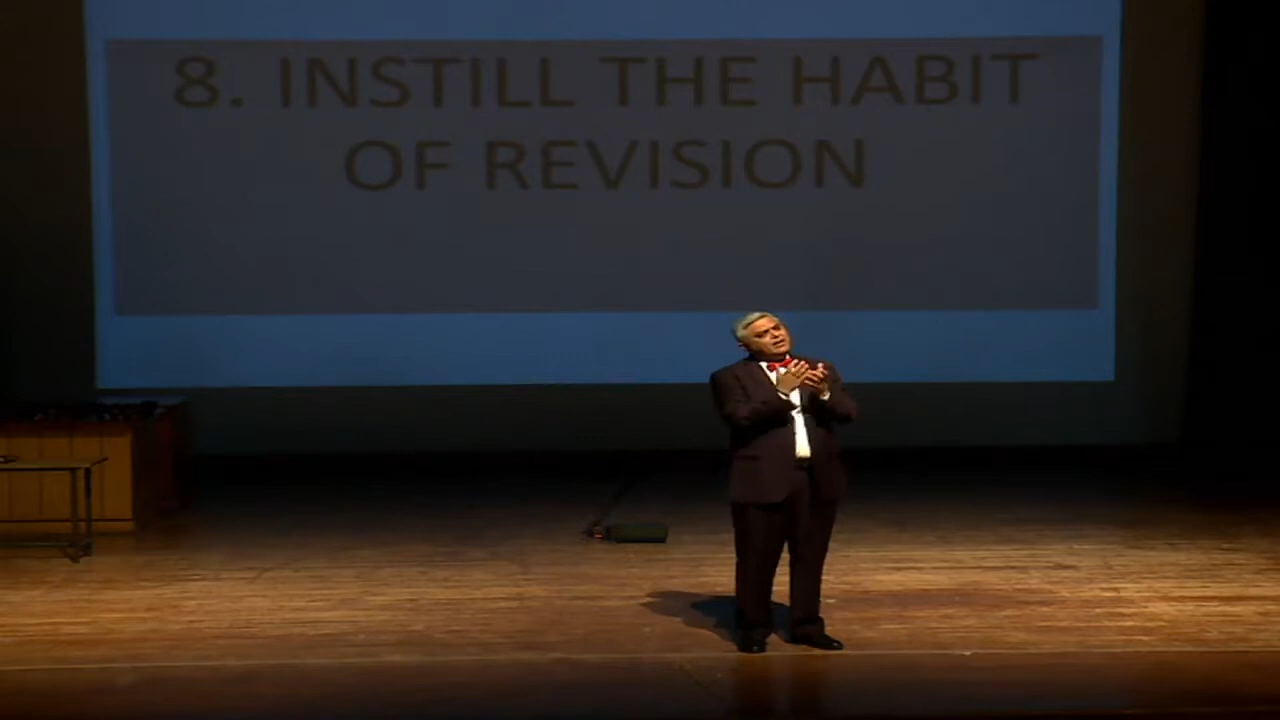 8. INSTILL THE HABIT
OF REVISION